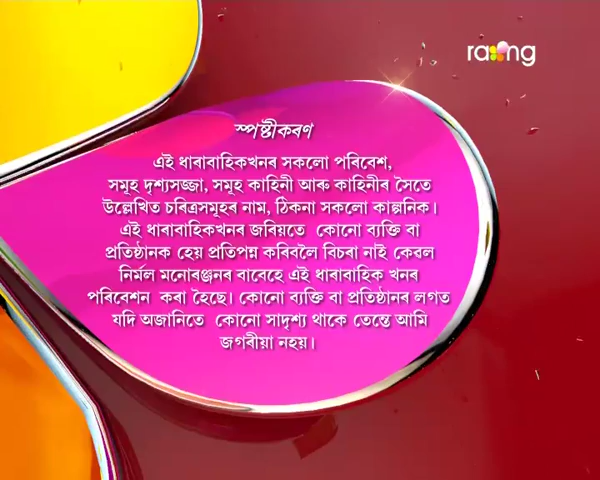 rang
স্পষ্টীকৰণ
এই ধাৰাবাহিকখনৰ সকলো পৰিবেশ,
সমূহ দৃশ্যসজ্জা, সমূহ কাহিনী আৰু কাহিনীৰ সৈতে
উল্লেখিত চৰিত্ৰসমূহৰ নাম, ঠিকনা সকলো কাল্পনিক।
এই ধাৰাবাহিকখনৰ জৰিয়তে কোনো ব্যক্তি বা
প্ৰতিষ্ঠানক হেয় প্ৰতিপন্ন কৰিবলৈ বিচৰা নাই কেৱল
নিৰ্মল মনোৰঞ্জনৰ বাবেহে এই ধাৰাবাহিক খনৰ
পৰিবেশন কৰা হৈছে। কোনো ব্যক্তি বা প্ৰতিষ্ঠানৰ লগত
যদি অজানিতে কোনো সাদৃশ্য থাকে তেন্তে আমি
জগৰীয়া নহয়।